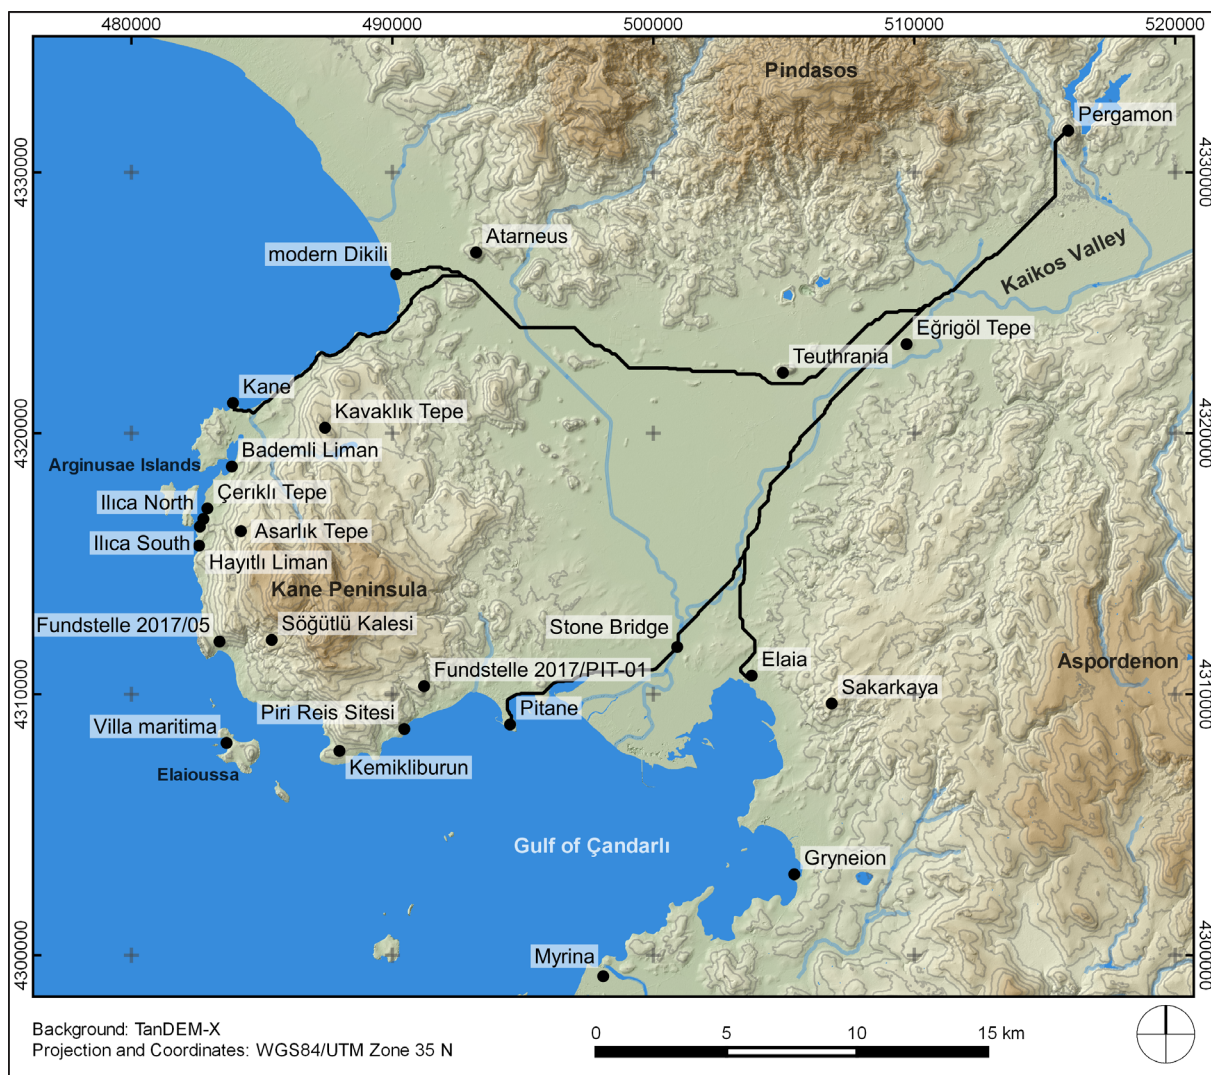 480000
490000
500000
510000
520000
Pindasos
Pergamon
4330000
4330000
Atarneus
modern Dikili
Kaikos Valley
Eğrigöl Tepe
Teuthrania
Kane
Kavaklık Tepe
4320000
4320000
Bademli Liman
Arginusae Islands
Çerıklı Tepe
Ilıca North
Asarlık Tepe
Ilıca South
Hayıtlı Liman
Kane Peninsula
Fundstelle 2017/05
Söğütlü Kalesi
Stone Bridge
Elaia
Aspordenon
Fundstelle 2017/PIT-01
Sakarkaya
4310000
4310000
Piri Reis Sitesi
Pitane
Villa maritima
Kemikliburun
Elaioussa
Gulf of Çandarlı
Gryneion
Myrina
4300000
4300000
Background: TanDEM-X
Projection and Coordinates: WGS84/UTM Zone 35 N
0 5 10 15 km